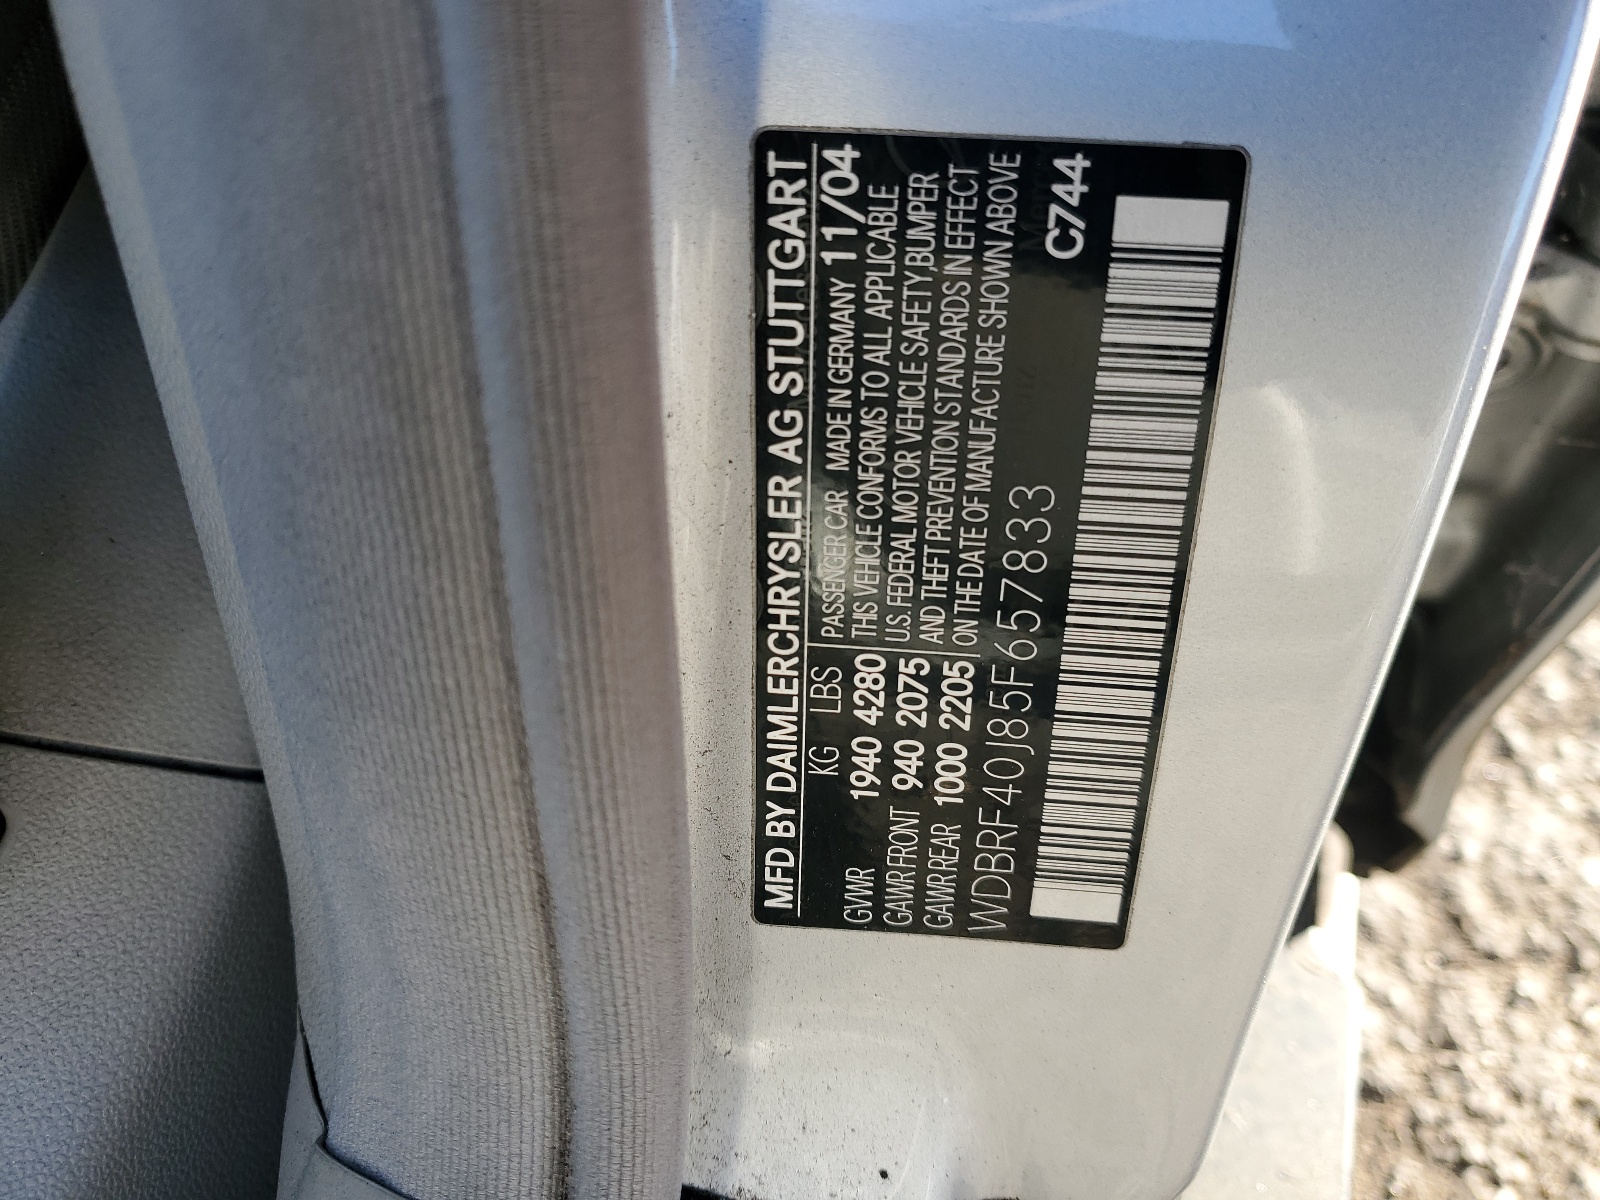 MFD BY DAIMLERCHRYSLER AG STUTTGART
KG LBS PASSENGER CAR MADE IN GERMANY 11/04
GVWR 1940 4280 THIS VEHICLE CONFORMS TO ALL APPLICABLE
GAWR FRONT 940 2075 U.S. FEDERAL MOTOR VEHICLE SAFETY,BUMPER
GAWR REAR 1000 2205 AND THEFT PREVENTION STANDARDS IN EFFECT
ON THE DATE OF MANUFACTURE SHOWN ABOVE
WDBRF40J85F657833
C744